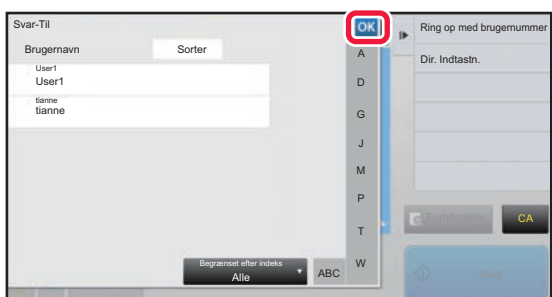 Svar-Til
OK
Ring op med brugernummer
Brugernavn
Sorter
A
Dir. Indtastn.
User1
User1
D
tianne
tianne
G
J
M
P
CA
T
Begrænset efter indeks
Alle
ABC
W
Start